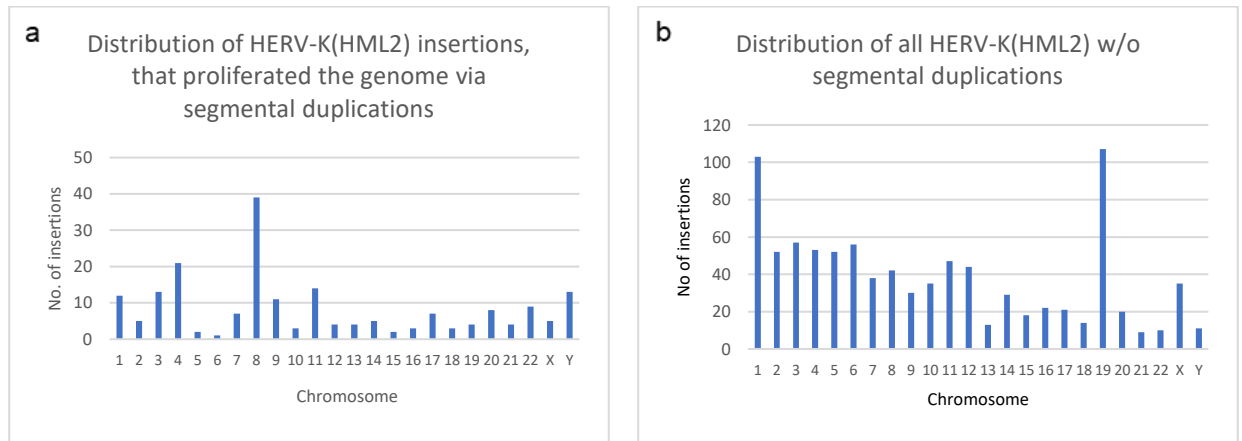 a
Distribution of HERV-K(HML2) insertions,
that proliferated the genome via
segmental duplications
50
40
30
20
10
0
No. of insertions
1 2 3 4 5 6 7 8 9 10 11 12 13 14 15 16 17 18 19 20 21 22 X Y
Chromosome
b
Distribution of all HERV-K(HML2) w/o
segmental duplications
120
100
80
60
40
20
0
No of insertions
1 2 3 4 5 6 7 8 9 10 11 12 13 14 15 16 17 18 19 20 21 22 X Y
Chromosome